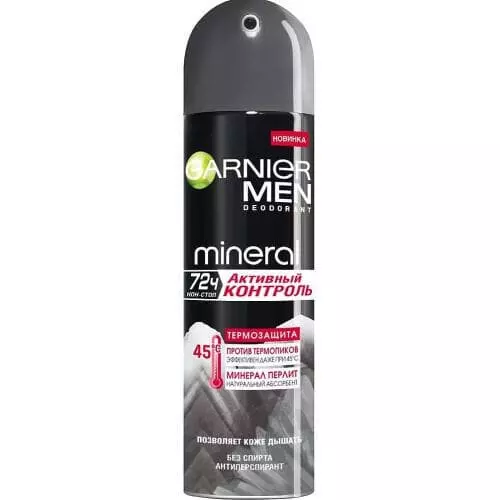 НОВИНКА
GARNIER
MEN
DEODORANT
mineral
72ч
НОН-СТОП
Активный
КОНТРОЛЬ
ТЕРМОЗАЩИТА
45°C
ПРОТИВ ТЕРМОПИКОВ
ЭФФЕКТИВЕН ДАЖЕ ПРИ 45°C
МИНЕРАЛ ПЕРЛИТ
НАТУРАЛЬНЫЙ АБСОРБЕНТ
ПОЗВОЛЯЕТ КОЖЕ ДЫШАТЬ
БЕЗ СПИРТА
АНТИПЕРСПИРАНТ